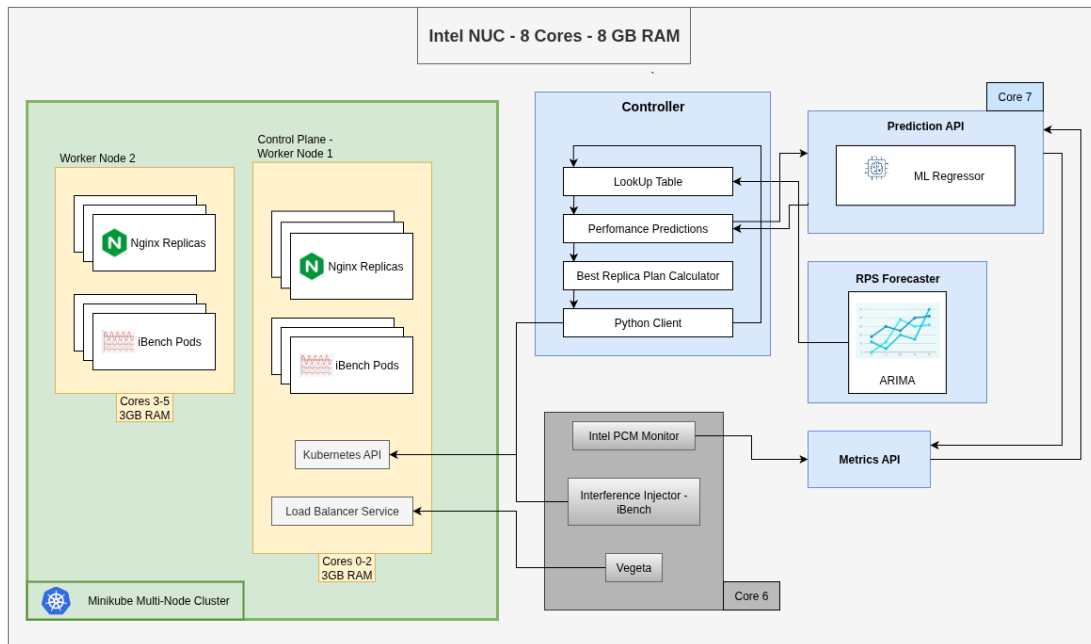 Intel NUC - 8 Cores - 8 GB RAM
Worker Node 2
Nginx Replicas
iBench Pods
Cores 3-5
3GB RAM
Control Plane -
Worker Node 1
Nginx Replicas
iBench Pods
Kubernetes API
Load Balancer Service
Cores 0-2
3GB RAM
Minikube Multi-Node Cluster
Controller
LookUp Table
Perfomance Predictions
Best Replica Plan Calculator
Python Client
Core 7
Prediction API
ML Regressor
RPS Forecaster
ARIMA
Metrics API
Intel PCM Monitor
Interference Injector -
iBench
Vegeta
Core 6